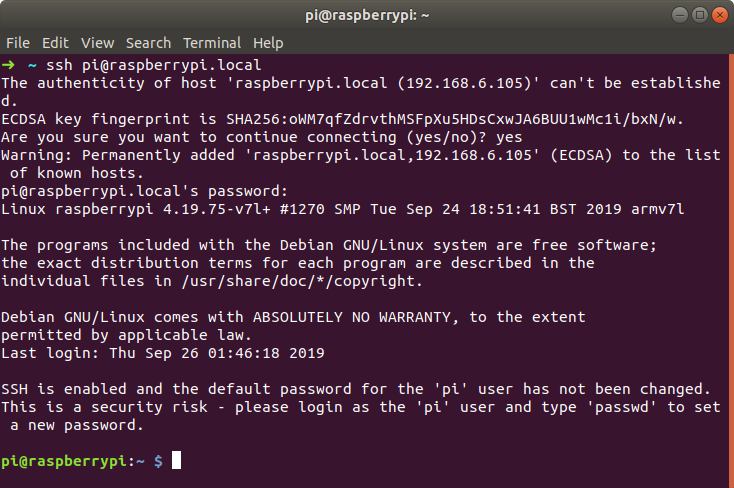 pi@raspberrypi: ~
File Edit View Search Terminal Help
➜ ~ ssh pi@raspberrypi.local
The authenticity of host 'raspberrypi.local (192.168.6.105)' can't be establishe
d.
ECDSA key fingerprint is SHA256:oWM7qfZdrvthMSFpXu5HDsCxwJA6BUU1wMc1i/bxN/w.
Are you sure you want to continue connecting (yes/no)? yes
Warning: Permanently added 'raspberrypi.local,192.168.6.105' (ECDSA) to the list
of known hosts.
pi@raspberrypi.local's password:
Linux raspberrypi 4.19.75-v7l+ #1270 SMP Tue Sep 24 18:51:41 BST 2019 armv7l
The programs included with the Debian GNU/Linux system are free software;
the exact distribution terms for each program are described in the
individual files in /usr/share/doc/*/copyright.
Debian GNU/Linux comes with ABSOLUTELY NO WARRANTY, to the extent
permitted by applicable law.
Last login: Thu Sep 26 01:46:18 2019
SSH is enabled and the default password for the 'pi' user has not been changed.
This is a security risk - please login as the 'pi' user and type 'passwd' to set
a new password.
pi@raspberrypi:~ $